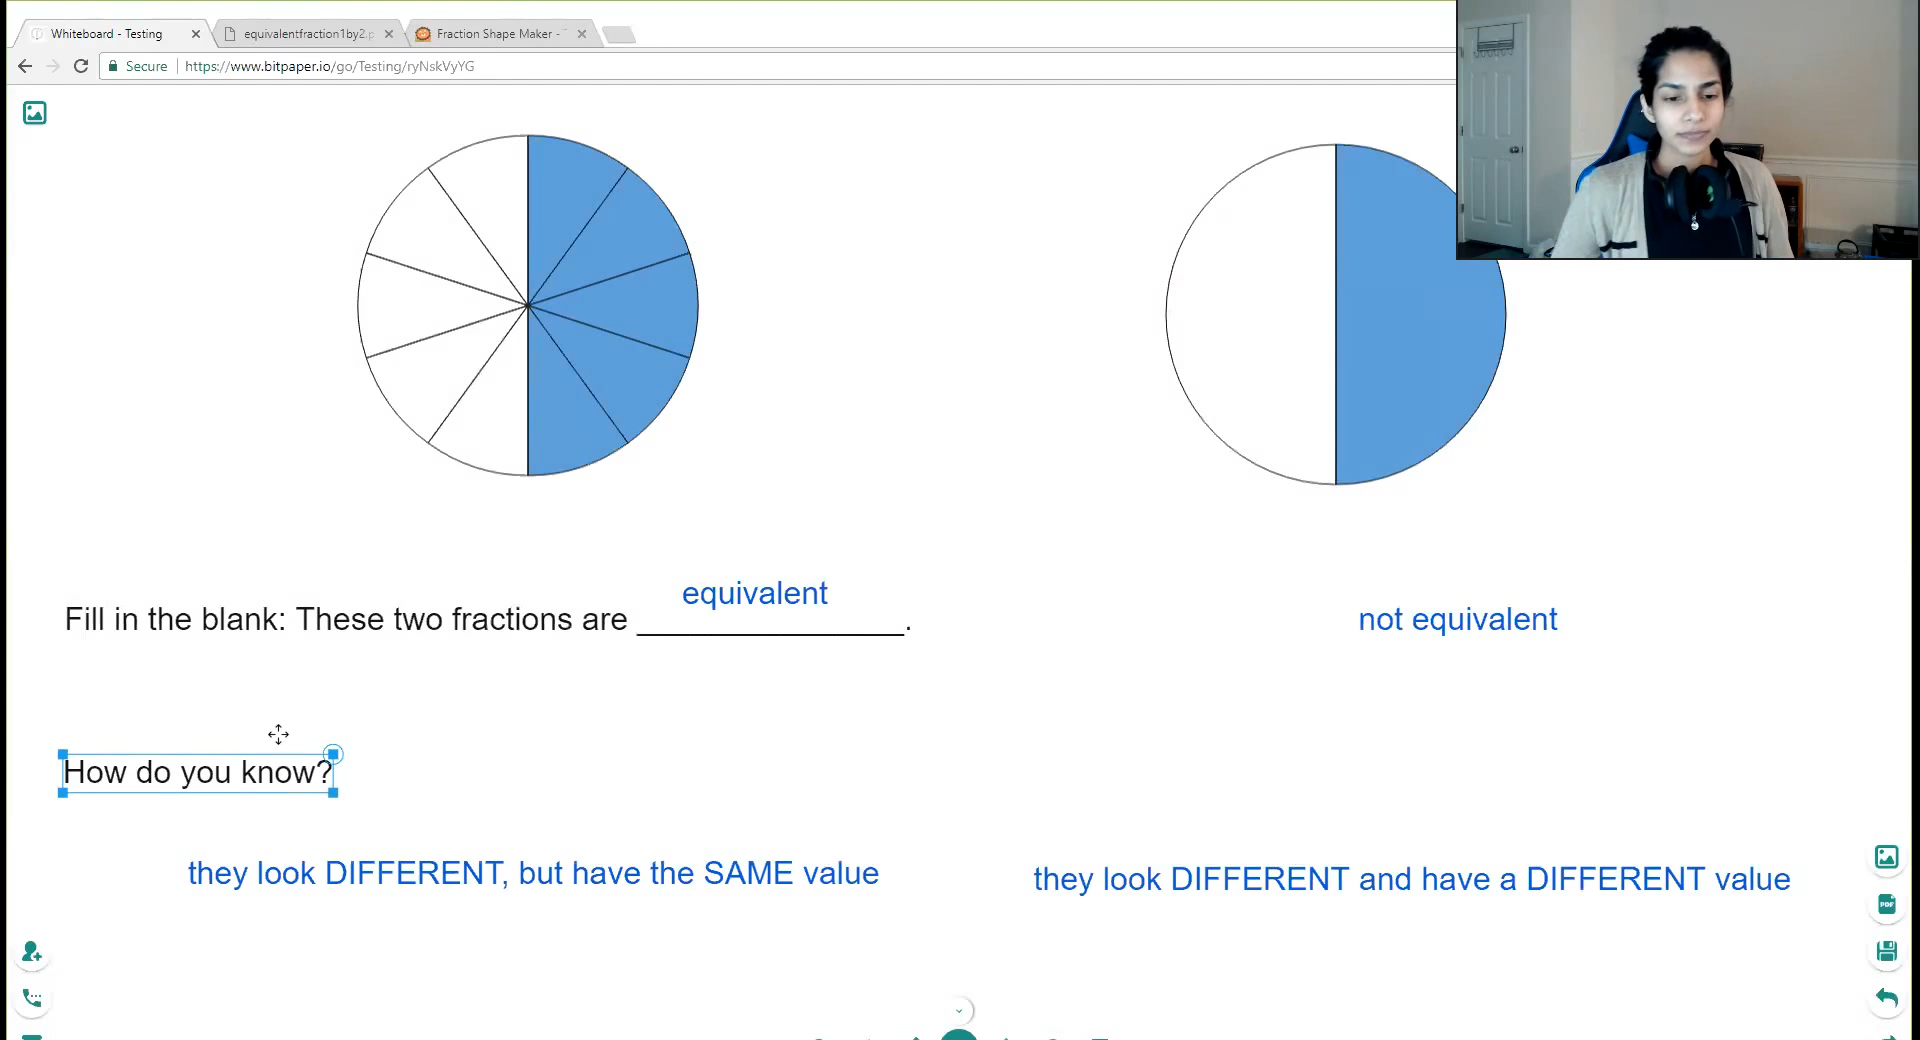 Whiteboard - Testing
equivalentfraction1by2.p
Fraction Shape Maker -
Secure
https://www.bitpaper.io/go/Testing/ryNskVyYG
equivalent
Fill in the blank: These two fractions are _______________.
not equivalent
How do you know?
they look DIFFERENT, but have the SAME value
they look DIFFERENT and have a DIFFERENT value
PDF